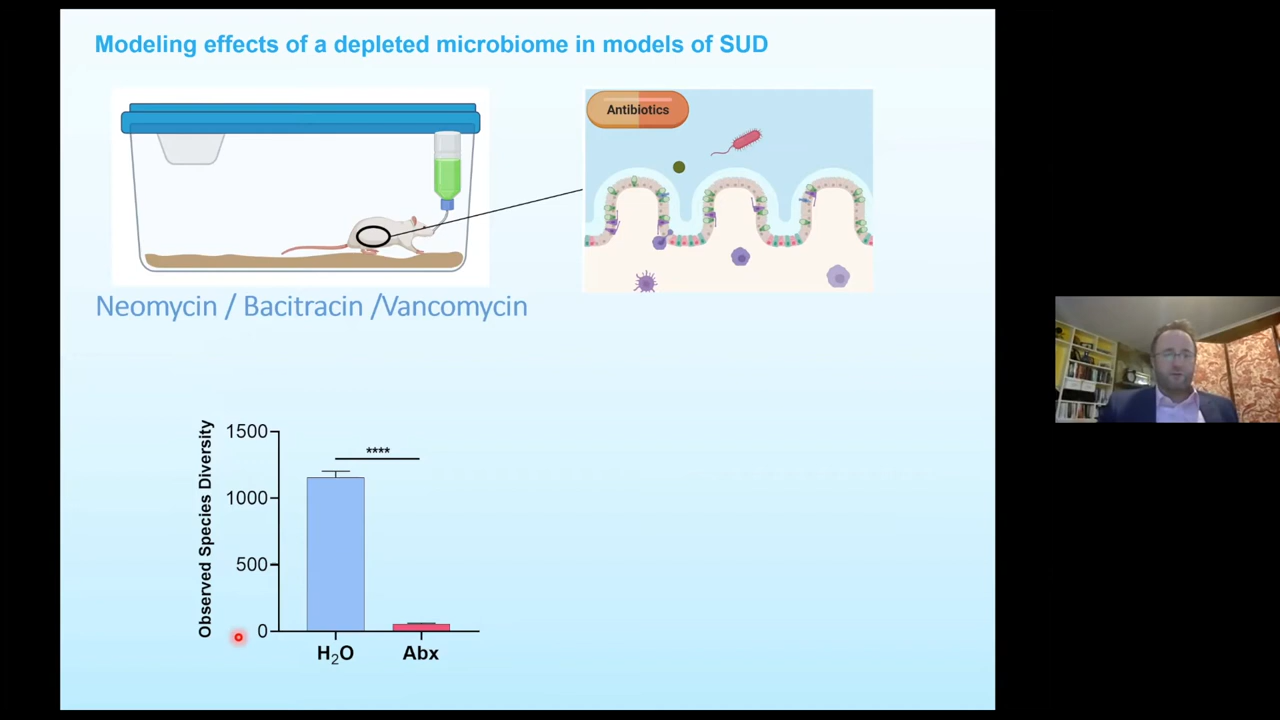 Modeling effects of a depleted microbiome in models of SUD
Antibiotics
Neomycin / Bacitracin /Vancomycin
Observed Species Diversity
1500
1000
500
0
****
H₂O
Abx